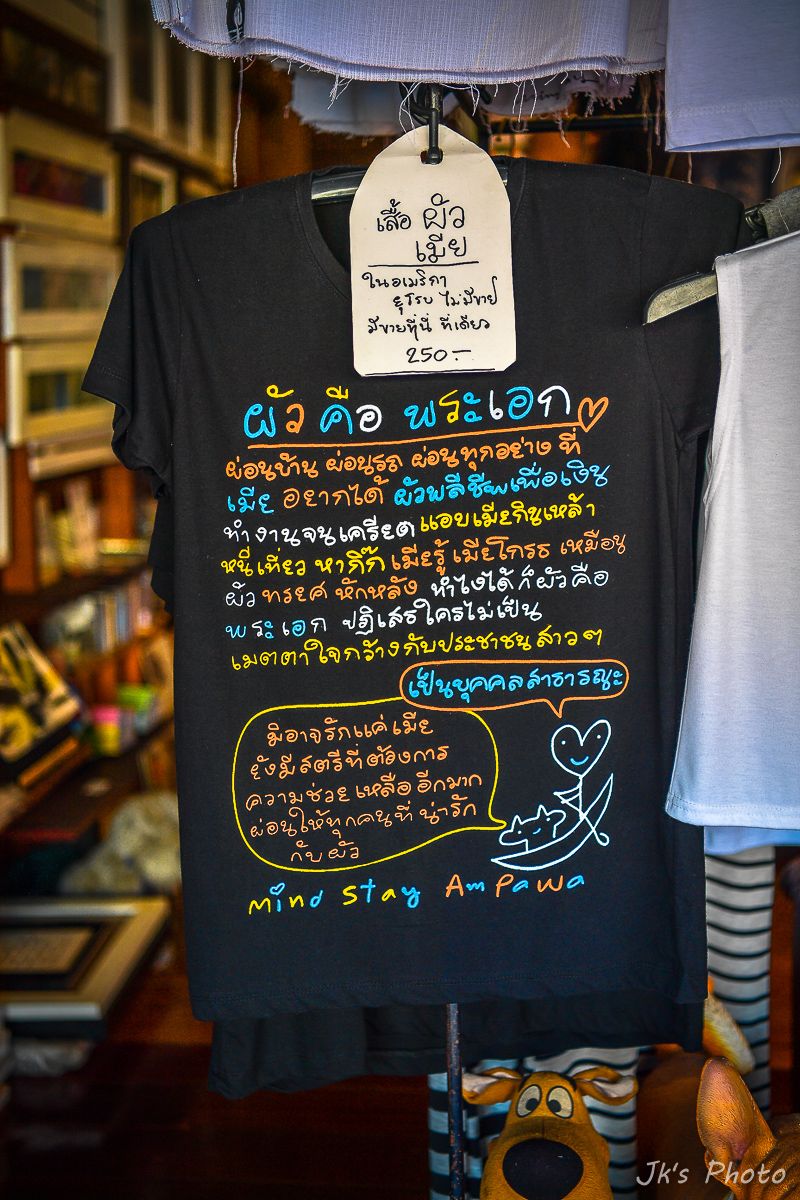 เสื้อ ผัว
เมีย
ในอเมริกา
ยุโรป ไม่มีขาย
มีขายที่นี่ ที่เดียว
250.-
ผัว คือ พระเอก
ผ่อนบ้าน ผ่อนรถ ผ่อนทุกอย่าง ที่
เมีย อยากได้ ผัวพลีชีพเพื่อเงิน
ทำงานจนเครียด แอบเมียกินเหล้า
หนีเที่ยว หากิ๊ก เมียรู้ เมียโกรธ เหมือน
ผัว ทรยศ หักหลัง ทำไงได้ ก็ผัวคือ
พระเอก ปฏิเสธใครไม่เป็น
เมตตาใจกว้างกับประชาชนสาวๆ
เป็นบุคคลสาธารณะ
มิอาจรักแค่เมีย
ยังมีสตรีที่ต้องการ
ความช่วยเหลือ อีกมาก
ผ่อนให้ทุกคนที่ น่ารัก
กับผัว
Mind Stay AmPaWa
Jk's Photo